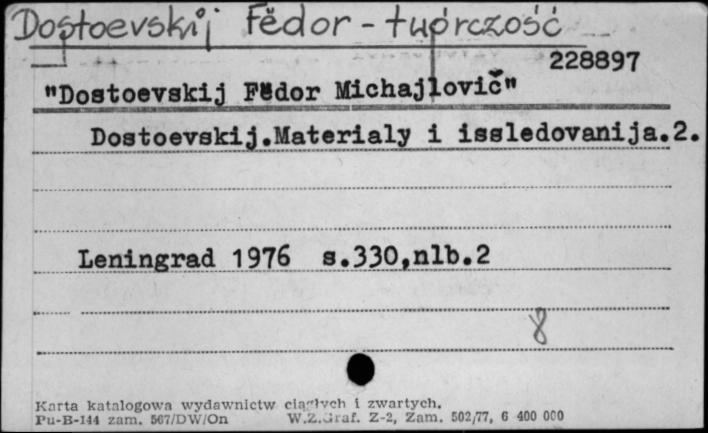 Dostoevskij Fĕdor - twórczość
228897
"Dostoevskij Fëdor Michajlovič"
Dostoevskij.Materialy i issledovanija.2.
Leningrad 1976 s.330,nlb.2
8
Karta katalogowa wydawnictw ciągłych i zwartych.
Pu-B-144 zam. 567/DW/On W.Z.Graf. Z-2, Zam. 502/77, 6 400 000